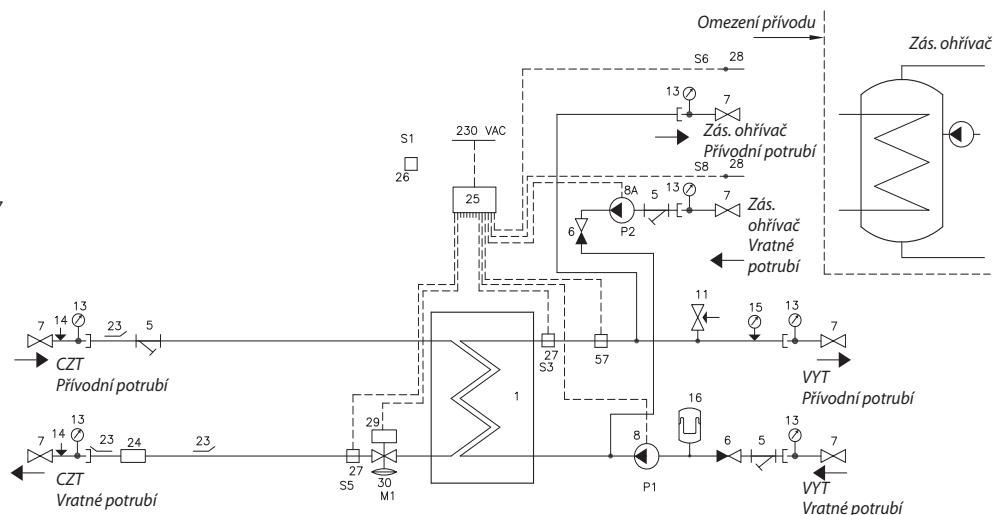 Omezení přívodu
Zás. ohřívač
S6
28
13
7
Zás. ohřívač
Přívodní potrubí
230 VAC
S1
26
25
S8
28
8A
5
13
7
P2
6
Zás.
ohřívač
Vratné
potrubí
11
15
13
7
7
14
13
23
5
27
S3
57
1
CZT
Přívodní potrubí
VYT
Přívodní potrubí
7
14
13
23
24
23
29
27
S5
30
M1
8
P1
16
6
5
13
7
CZT
Vratné potrubí
VYT
Vratné potrubí